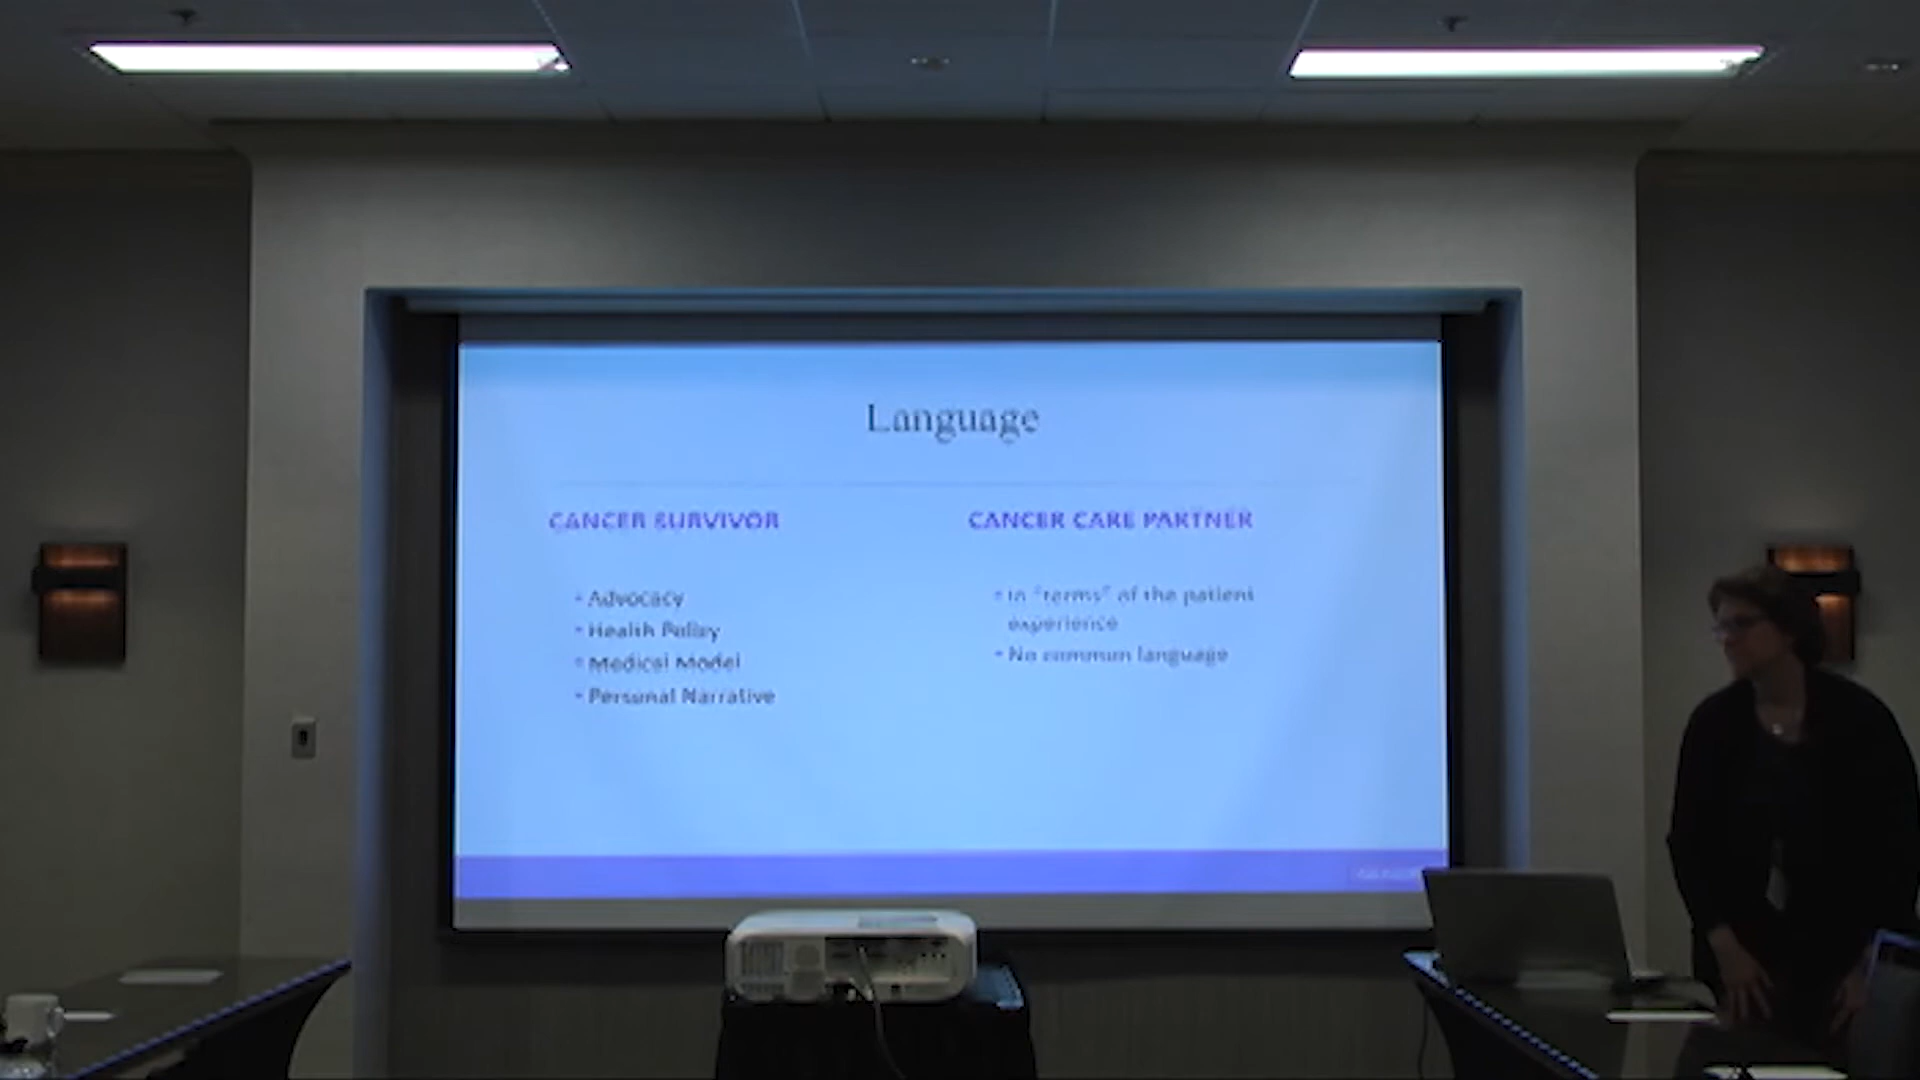 Language
CANCER SURVIVOR
- Advocacy
- Health Policy
- Medical Model
- Personal Narrative
CANCER CARE PARTNER
- In "terms" of the patient
experience
- No common language